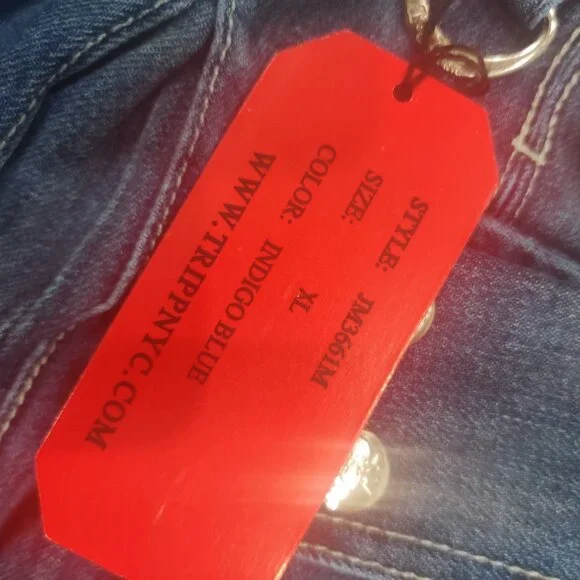 STYLE: JM3661M
SIZE: XL
COLOR: INDIGO BLUE
WWW.TRIPPNYC.COM